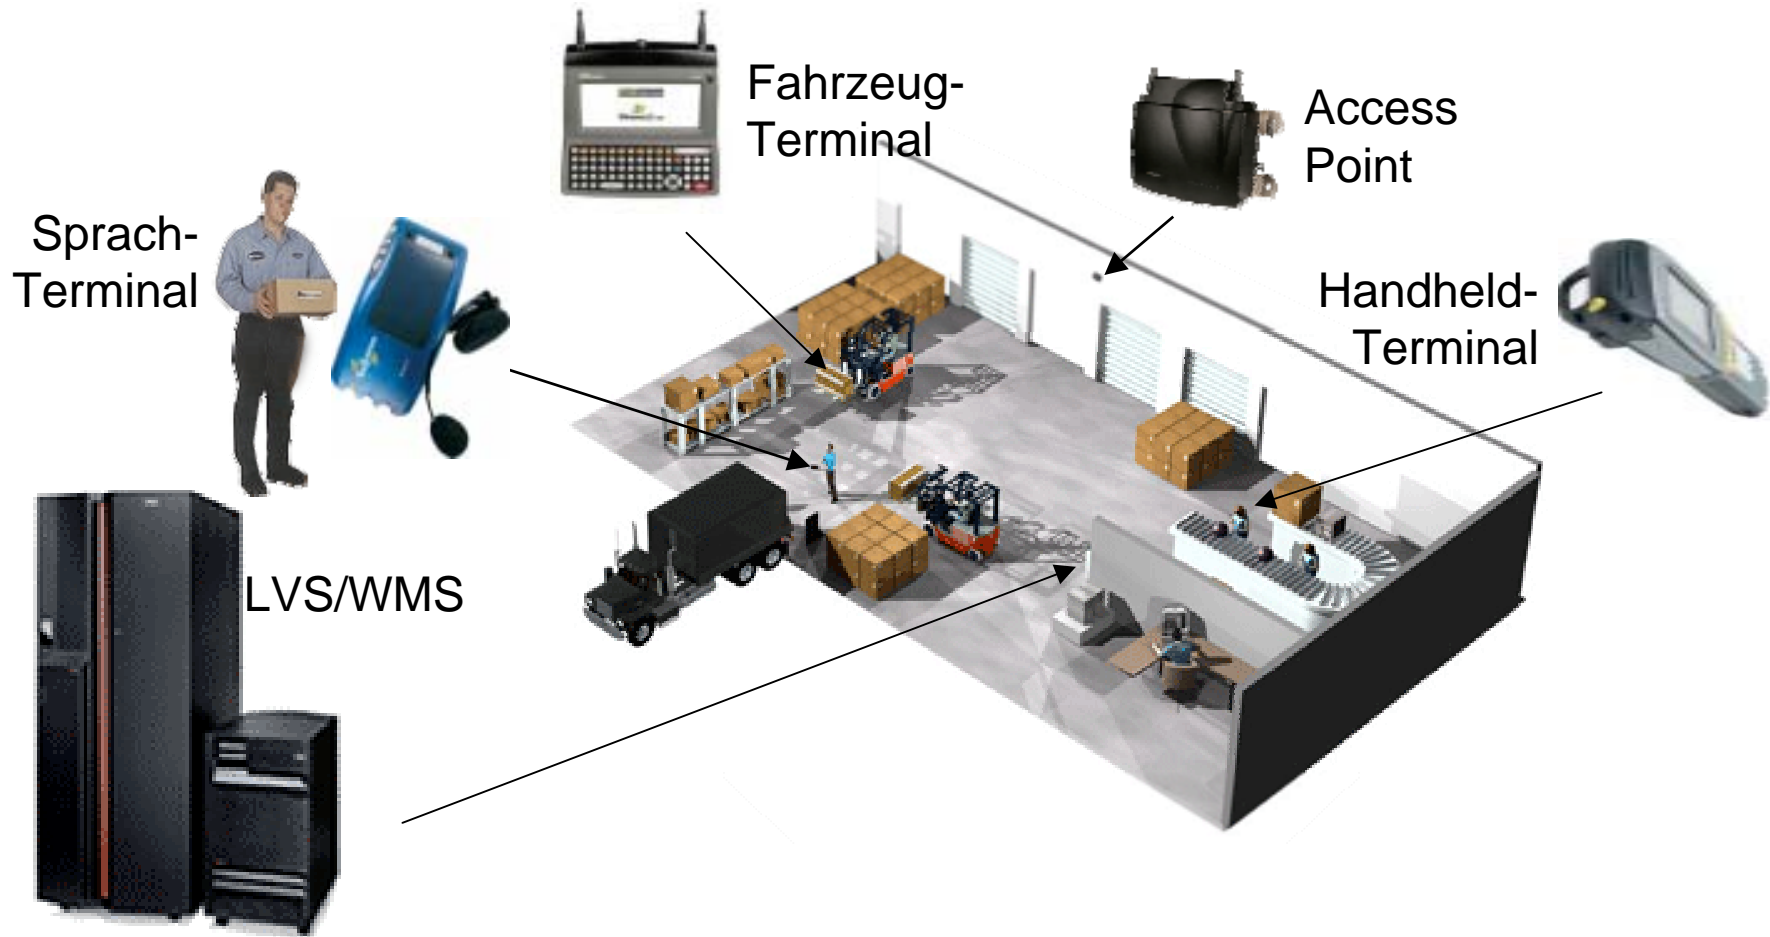 Fahrzeug-
Terminal
Access
Point
Sprach-
Terminal
Handheld-
Terminal
LVS/WMS